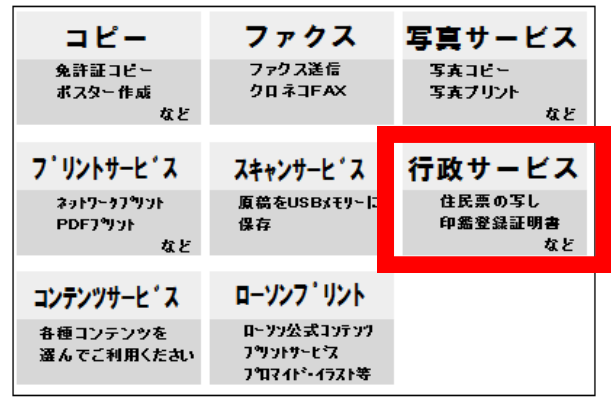 コピー
免許証コピー
ポスター作成
など
ファクス
ファクス送信
クロネコFAX
写真サービス
写真コピー
写真プリント
など
プリントサービス
ネットワークプリント
PDFプリント
など
スキャンサービス
原稿をUSBメモリーに
保存
行政サービス
住民票の写し
印鑑登録証明書
など
コンテンツサービス
各種コンテンツを
選んでご利用ください
ローソンプリント
ローソン公式コンテンツ
プリントサービス
ブロマイド・イラスト等